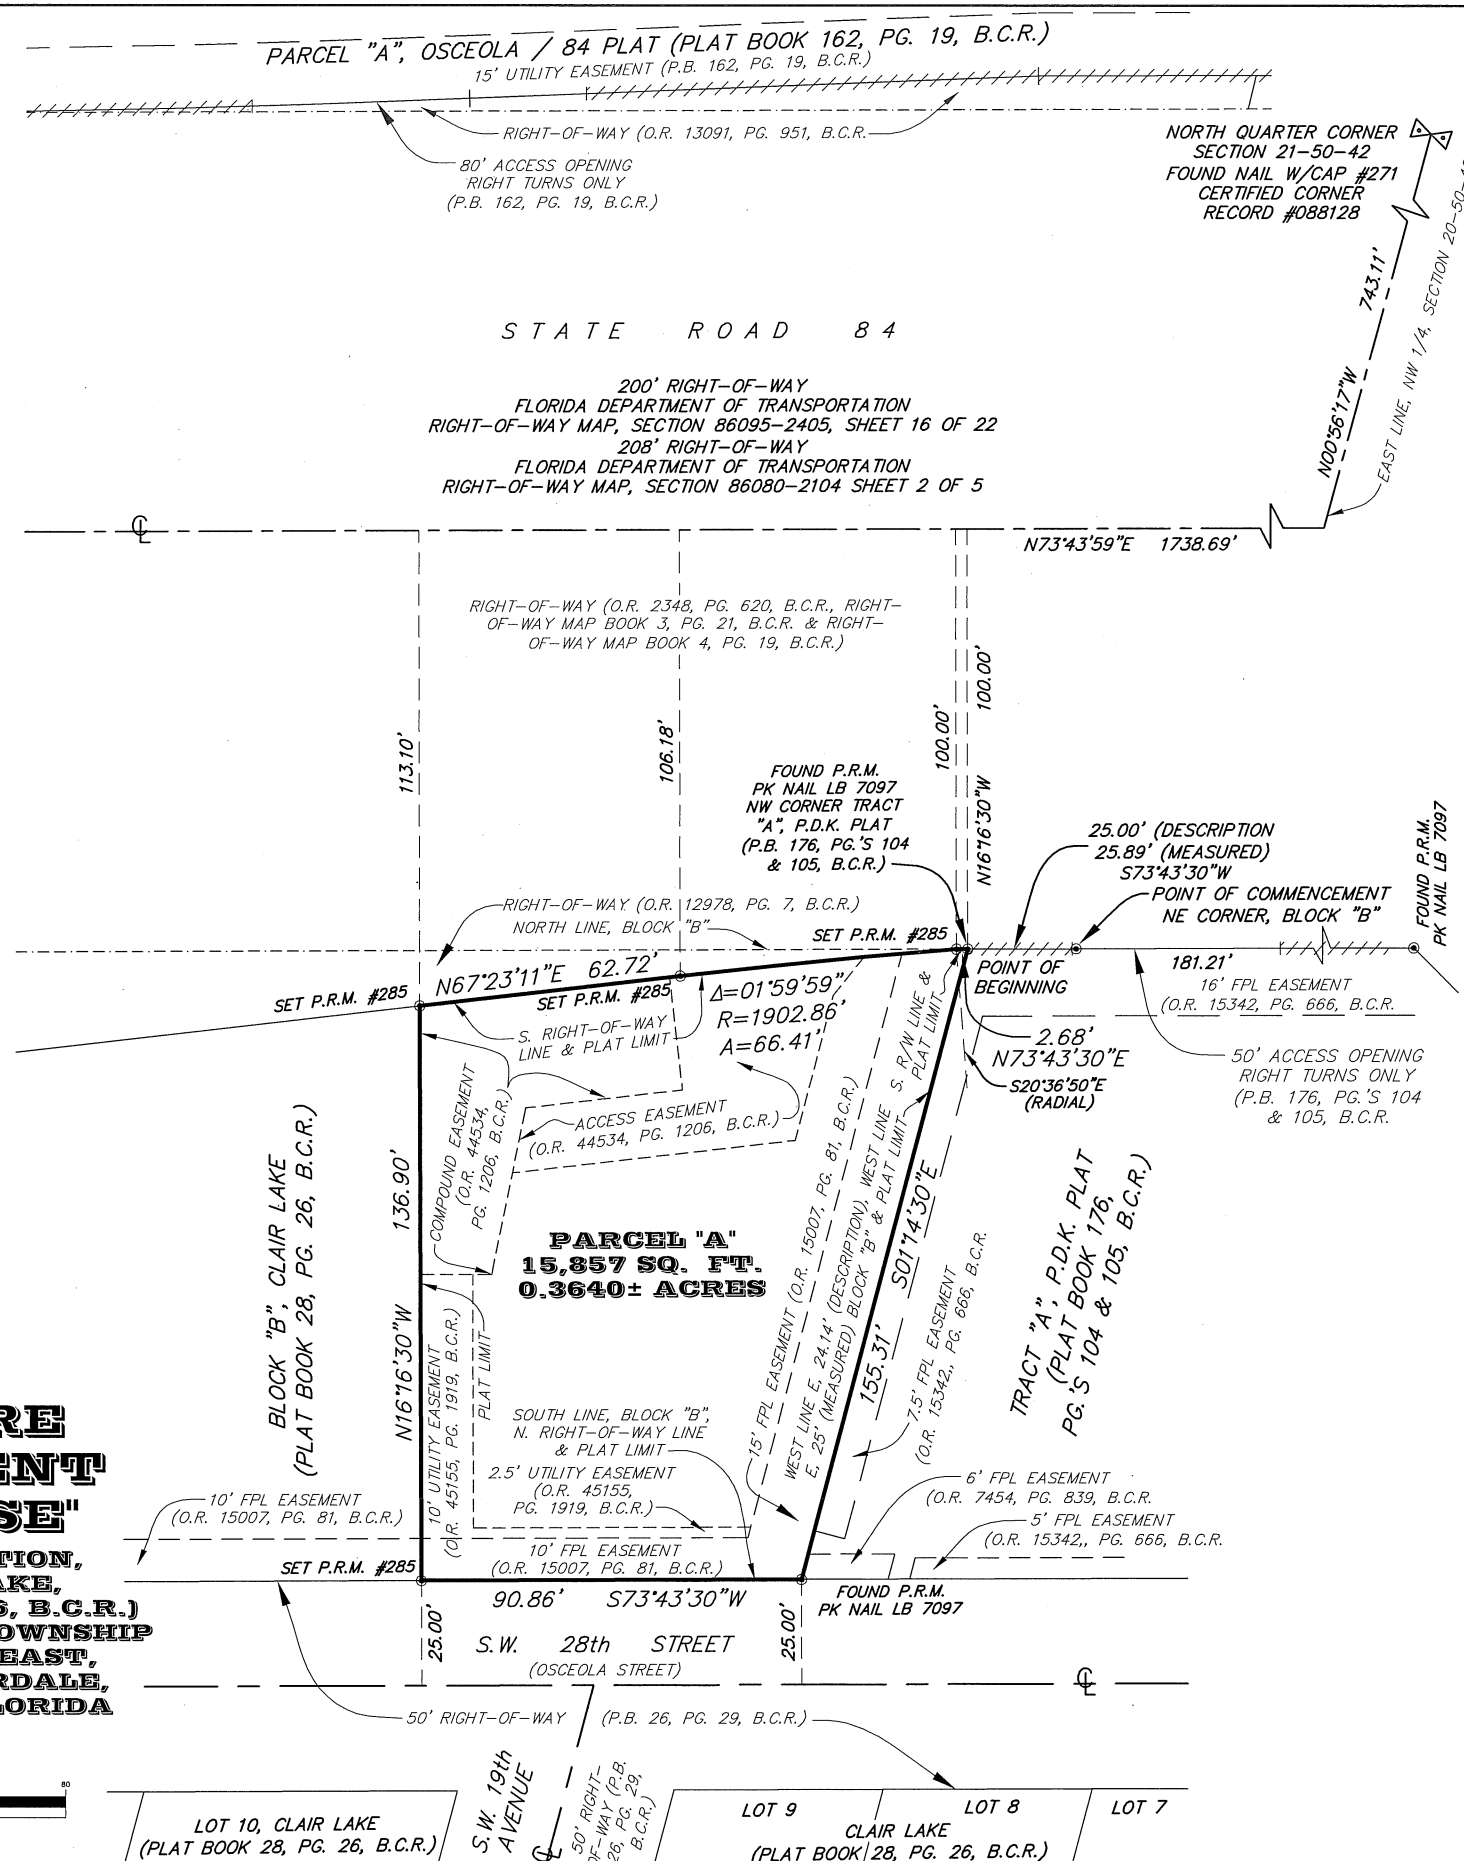 PARCEL "A", OSCEOLA / 84 PLAT (PLAT BOOK 162, PG. 19, B.C.R.)
15' UTILITY EASEMENT (P.B. 162, PG. 19, B.C.R.)
RIGHT-OF-WAY (O.R. 13091, PG. 951, B.C.R.
80' ACCESS OPENING
RIGHT TURNS ONLY
(P.B. 162, PG. 19, B.C.R.)
NORTH QUARTER CORNER
SECTION 21-50-42
FOUND NAIL W/CAP #271
CERTIFIED CORNER
RECORD #088128
743.11'
N00°56'17"W
EAST LINE, NW 1/4, SECTION
STATE ROAD 84
200' RIGHT-OF-WAY
FLORIDA DEPARTMENT OF TRANSPORTATION
RIGHT-OF-WAY MAP, SECTION 86095-2405, SHEET 16 OF 22
208' RIGHT-OF-WAY
FLORIDA DEPARTMENT OF TRANSPORTATION
RIGHT-OF-WAY MAP, SECTION 86080-2104 SHEET 2 OF 5
℄
N73°43'59"E 1738.69'
RIGHT-OF-WAY (O.R. 2348, PG. 620, B.C.R., RIGHT-
OF-WAY MAP BOOK 3, PG. 21, B.C.R. & RIGHT-
OF-WAY MAP BOOK 4, PG. 19, B.C.R.)
113.10'
106.18'
100.00'
100.00'
N16°16'30"W
FOUND P.R.M.
PK NAIL LB 7097
NW CORNER TRACT
"A", P.D.K. PLAT
(P.B. 176, PG.'S 104
& 105, B.C.R.)
25.00' (DESCRIPTION
25.89' (MEASURED)
S73°43'30"W
POINT OF COMMENCEMENT
NE CORNER, BLOCK "B"
FOUND P.R.M.
PK NAIL LB 7097
RIGHT-OF-WAY (O.R. 12978, PG. 7, B.C.R.)
NORTH LINE, BLOCK "B"
SET P.R.M. #285
POINT OF
BEGINNING
181.21'
16' FPL EASEMENT
(O.R. 15342, PG. 666, B.C.R.
N67°23'11"E 62.72'
SET P.R.M. #285
SET P.R.M. #285
S. RIGHT-OF-WAY
LINE & PLAT LIMIT
Δ=01°59'59"
R=1902.86'
A=66.41'
S. R/W LINE &
PLAT LIMIT
2.68'
N73°43'30"E
S20°36'50"E
(RADIAL)
50' ACCESS OPENING
RIGHT TURNS ONLY
(P.B. 176, PG.'S 104
& 105, B.C.R.
COMPOUND EASEMENT
(O.R. 44534,
PG. 1206, B.C.R.)
ACCESS EASEMENT
(O.R. 44534, PG. 1206, B.C.R.)
BLOCK "B", CLAIR LAKE
(PLAT BOOK 28, PG. 26, B.C.R.)
136.90'
N16°16'30"W
PARCEL "A"
15,857 SQ. FT.
0.3640± ACRES
15' FPL EASEMENT (O.R. 15007, PG. 81, B.C.R.)
WEST LINE E, 24.14' (DESCRIPTION), WEST LINE
E, 25' (MEASURED) BLOCK "B" & PLAT LIMIT
S01°14'30"E
155.31'
7.5' FPL EASEMENT
(O.R. 15342,, PG. 666, B.C.R.
TRACT "A", P.D.K. PLAT
(PLAT BOOK 176,
PG.'S 104 & 105, B.C.R.)
10' UTILITY EASEMENT
(O.R. 45155, PG. 1919, B.C.R.)
PLAT LIMIT
SOUTH LINE, BLOCK "B",
N. RIGHT-OF-WAY LINE
& PLAT LIMIT
2.5' UTILITY EASEMENT
(O.R. 45155,
PG. 1919, B.C.R.)
10' FPL EASEMENT
(O.R. 15007, PG. 81, B.C.R.)
6' FPL EASEMENT
(O.R. 7454, PG. 839, B.C.R.
5' FPL EASEMENT
(O.R. 15342,, PG. 666, B.C.R.
10' FPL EASEMENT
(O.R. 15007, PG. 81, B.C.R.)
SET P.R.M. #285
90.86' S73°43'30"W
FOUND P.R.M.
PK NAIL LB 7097
25.00'
25.00'
S.W. 28th STREET
(OSCEOLA STREET)
℄
RE
ENT
SE"
TION,
AKE,
6, B.C.R.)
OWNSHIP
EAST,
RDALE,
LORIDA
50' RIGHT-OF-WAY (P.B. 26, PG. 29, B.C.R.)
S.W. 19th
AVENUE
℄
50' RIGHT-
OF-WAY (P.B.
26, PG. 29,
B.C.R.)
80
LOT 10, CLAIR LAKE
(PLAT BOOK 28, PG. 26, B.C.R.)
LOT 9
LOT 8
LOT 7
CLAIR LAKE
(PLAT BOOK 28, PG. 26, B.C.R.)